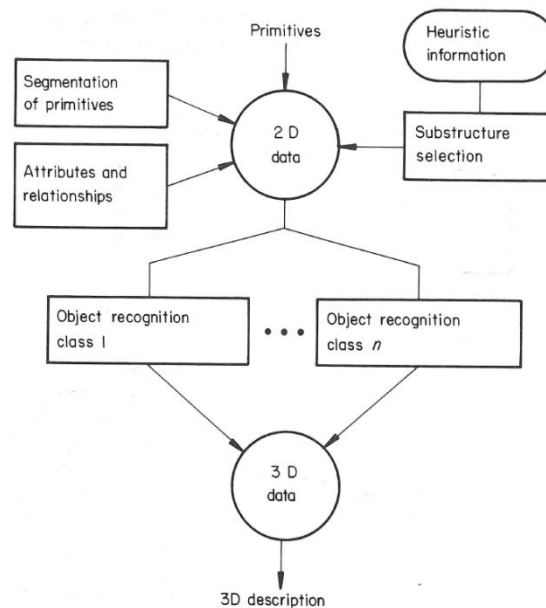 Primitives
Heuristic
information
Segmentation
of primitives
2 D
data
Substructure
selection
Attributes and
relationships
Object recognition
class 1
Object recognition
class n
3 D
data
3D description